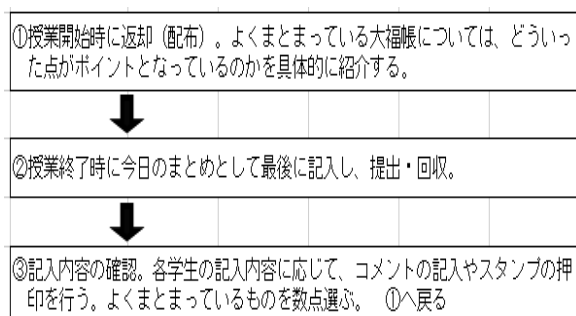 ①授業開始時に返却（配布）。よくまとまっている大福帳については、どういっ
た点がポイントとなっているのかを具体的に紹介する。
②授業終了時に今日のまとめとして最後に記入し、提出・回収。
③記入内容の確認。各学生の記入内容に応じて、コメントの記入やスタンプの押
印を行う。よくまとまっているものを数点選ぶ。　①へ戻る